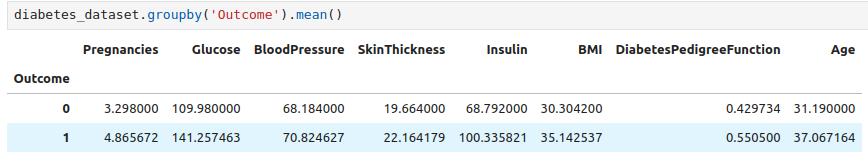 diabetes_dataset.groupby('Outcome').mean()
Pregnancies Glucose BloodPressure SkinThickness Insulin BMI DiabetesPedigreeFunction Age
Outcome
0 3.298000 109.980000 68.184000 19.664000 68.792000 30.304200 0.429734 31.190000
1 4.865672 141.257463 70.824627 22.164179 100.335821 35.142537 0.550500 37.067164